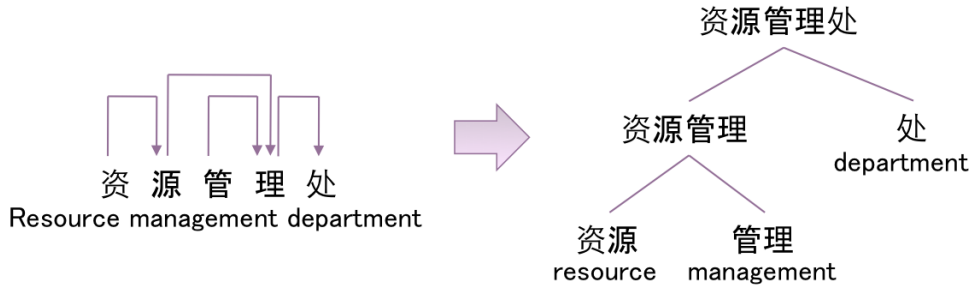 资 源 管 理 处
Resource management department
资源管理处
资源管理
处
department
资源
resource
管理
management